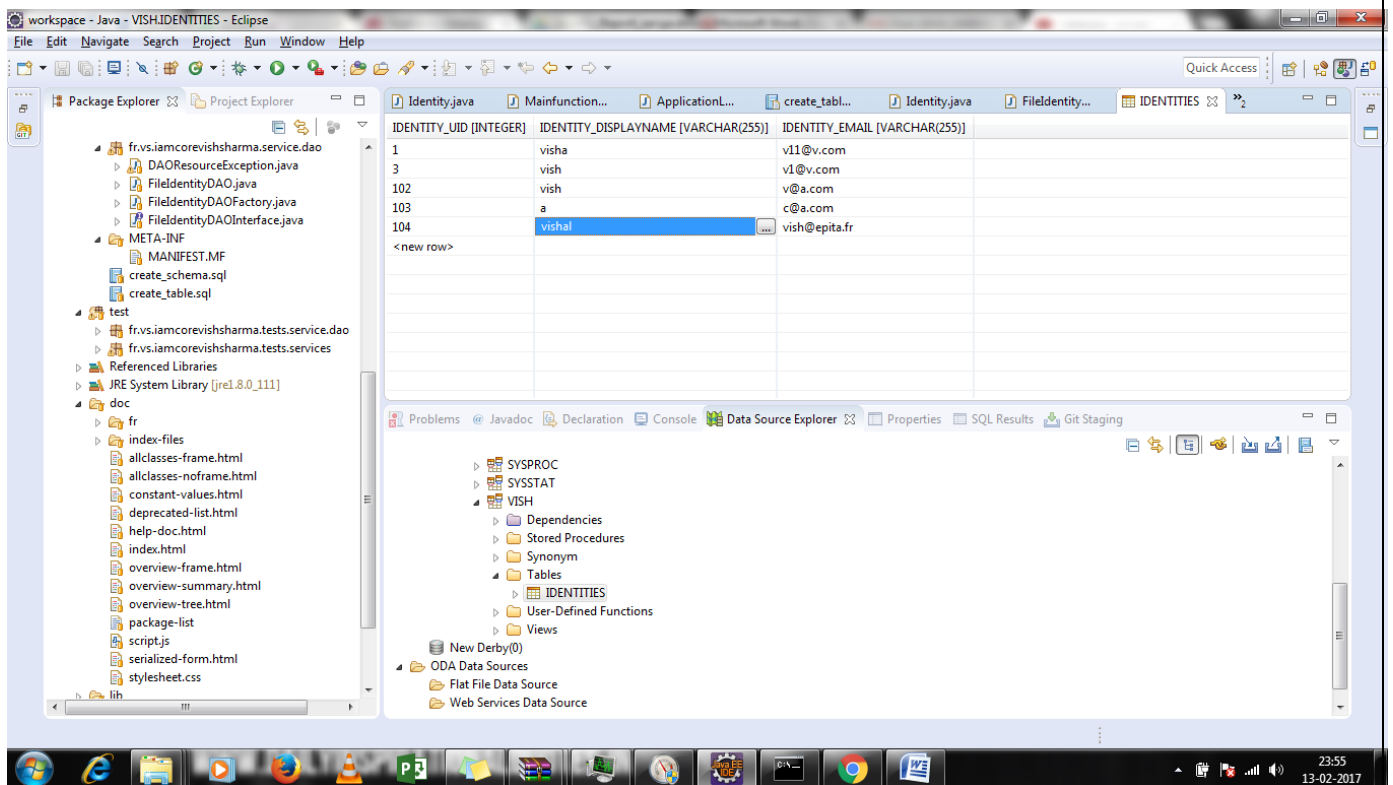 workspace - Java - VISH.IDENTITIES - Eclipse
File Edit Navigate Search Project Run Window Help
Quick Access
Package Explorer Project Explorer
fr.vs.iamcorevishsharma.service.dao
DAOResourceException.java
FileIdentityDAO.java
FileIdentityDAOFactory.java
FileIdentityDAOInterface.java
META-INF
MANIFEST.MF
create_schema.sql
create_table.sql
test
fr.vs.iamcorevishsharma.tests.service.dao
fr.vs.iamcorevishsharma.tests.services
Referenced Libraries
JRE System Library [jre1.8.0_111]
doc
fr
index-files
allclasses-frame.html
allclasses-noframe.html
constant-values.html
deprecated-list.html
help-doc.html
index.html
overview-frame.html
overview-summary.html
overview-tree.html
package-list
script.js
serialized-form.html
stylesheet.css
lib
Identity.java Mainfunction... ApplicationL... create_tabl... Identity.java FileIdentity... IDENTITIES »2
IDENTITY_UID [INTEGER] IDENTITY_DISPLAYNAME [VARCHAR(255)] IDENTITY_EMAIL [VARCHAR(255)]
1 visha v11@v.com
3 vish v1@v.com
102 vish v@a.com
103 a c@a.com
104 vishal ... vish@epita.fr
<new row>
Problems @ Javadoc Declaration Console Data Source Explorer Properties SQL Results Git Staging
SYSPROC
SYSSTAT
VISH
Dependencies
Stored Procedures
Synonym
Tables
IDENTITIES
User-Defined Functions
Views
New Derby(0)
ODA Data Sources
Flat File Data Source
Web Services Data Source
Java EE
IDE
C:\
23:55
13-02-2017